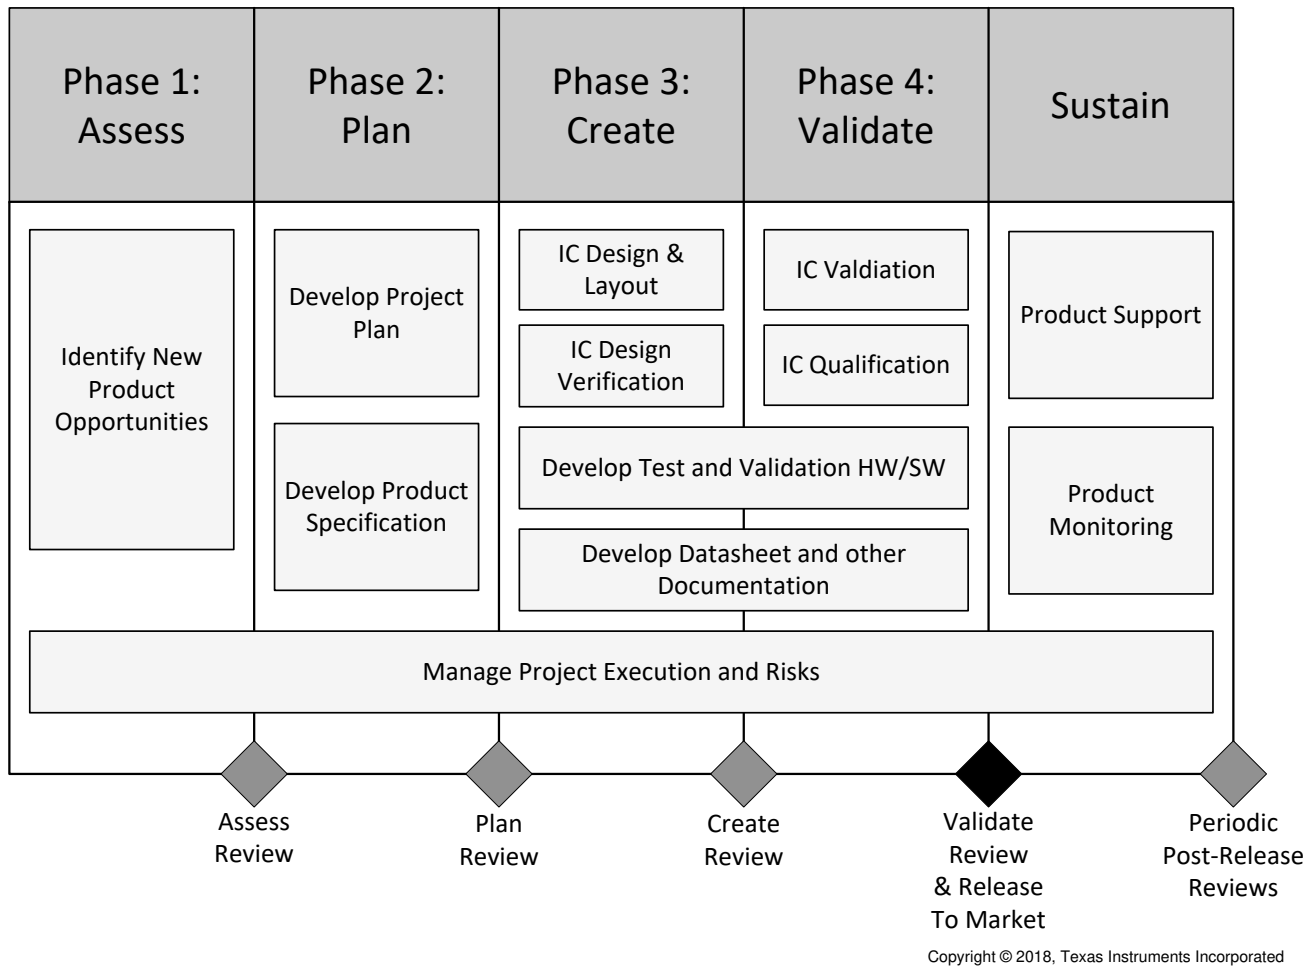 Phase 1:
Assess
Phase 2:
Plan
Phase 3:
Create
Phase 4:
Validate
Sustain
Identify New
Product
Opportunities
Develop Project
Plan
Develop Product
Specification
IC Design &
Layout
IC Design
Verification
IC Valdiation
IC Qualification
Develop Test and Validation HW/SW
Develop Datasheet and other
Documentation
Product Support
Product
Monitoring
Manage Project Execution and Risks
Assess
Review
Plan
Review
Create
Review
Validate
Review
& Release
To Market
Periodic
Post-Release
Reviews
Copyright © 2018, Texas Instruments Incorporated